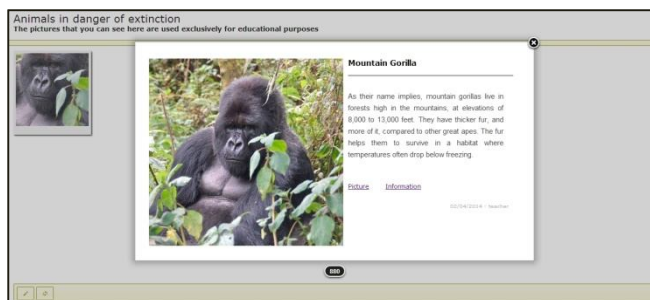 Animals in danger of extinction
The pictures that you can see here are used exclusively for educational purposes
Mountain Gorilla
As their name implies, mountain gorillas live in
forests high in the mountains, at elevations of
8,000 to 13,000 feet. They have thicker fur, and
more of it, compared to other great apes. The fur
helps them to survive in a habitat where
temperatures often drop below freezing.
Picture Information